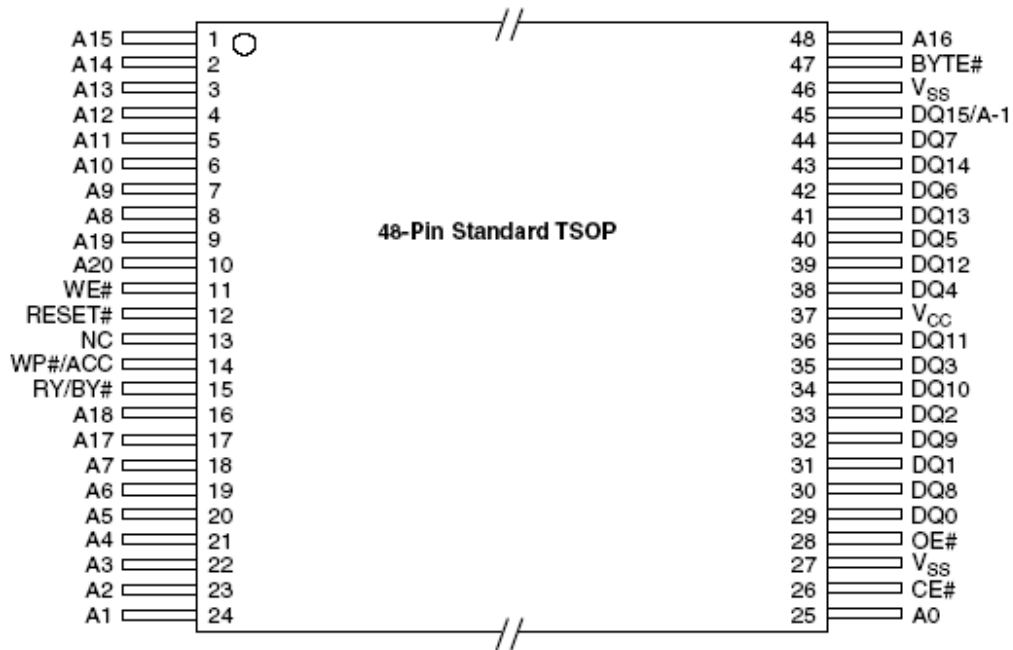 A15 1 48 A16
A14 2 47 BYTE#
A13 3 46 VSS
A12 4 45 DQ15/A-1
A11 5 44 DQ7
A10 6 43 DQ14
A9 7 42 DQ6
A8 8 41 DQ13
A19 9 40 DQ5
A20 10 39 DQ12
WE# 11 38 DQ4
RESET# 12 37 VCC
NC 13 36 DQ11
WP#/ACC 14 35 DQ3
RY/BY# 15 34 DQ10
A18 16 33 DQ2
A17 17 32 DQ9
A7 18 31 DQ1
A6 19 30 DQ8
A5 20 29 DQ0
A4 21 28 OE#
A3 22 27 VSS
A2 23 26 CE#
A1 24 25 A0
48-Pin Standard TSOP